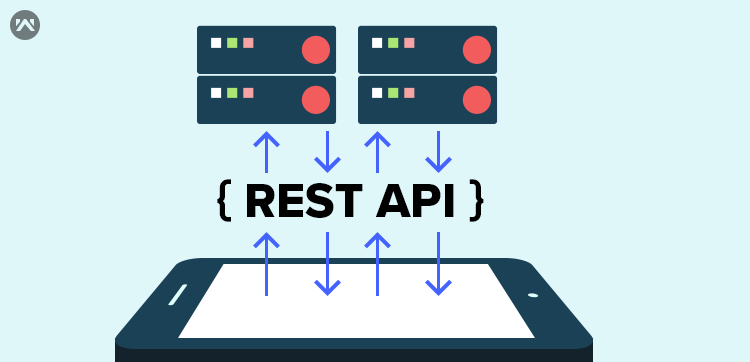 { REST API }